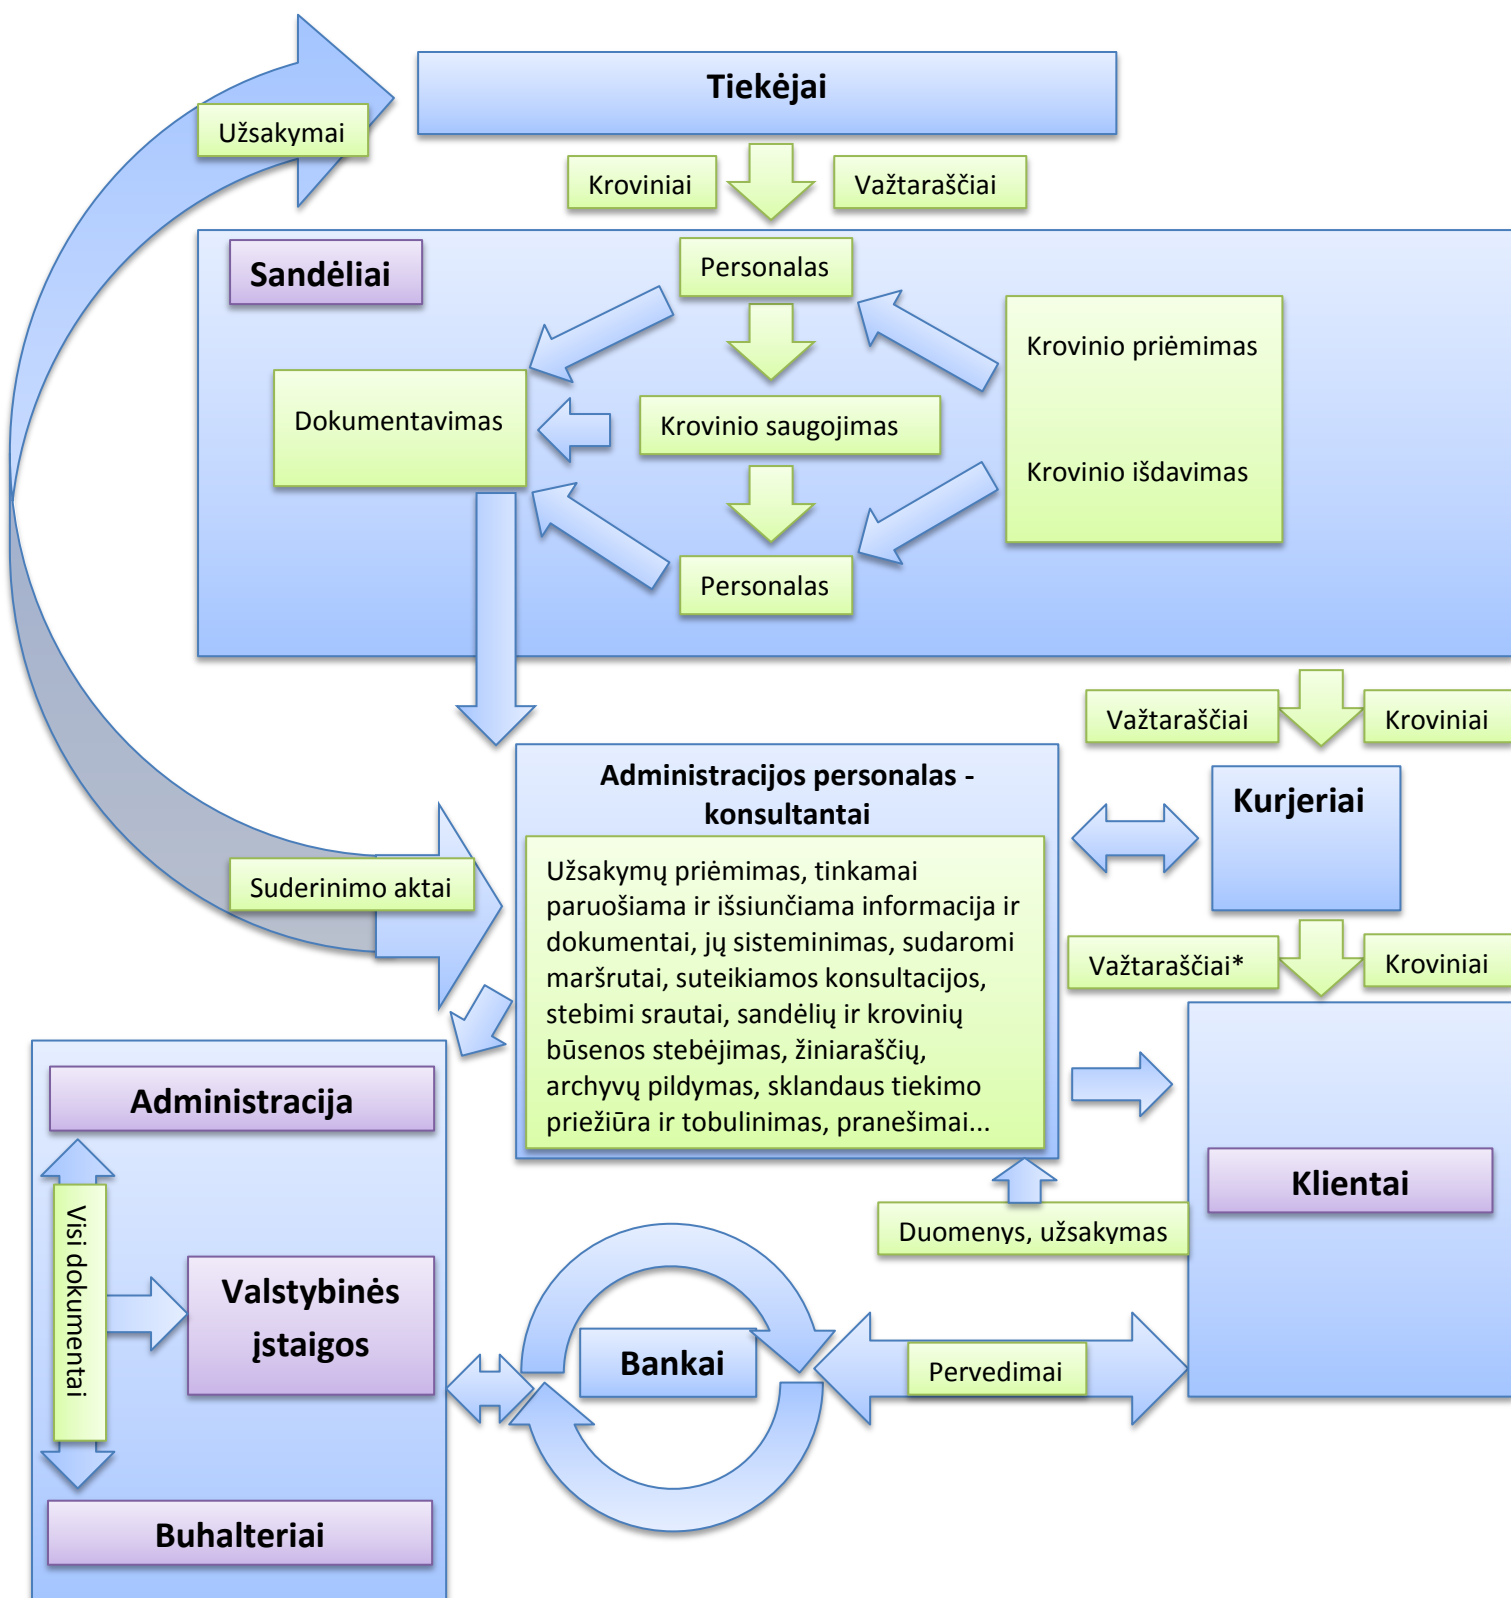 Tiekėjai
Užsakymai
Kroviniai
Važtaraščiai
Sandėliai
Personalas
Krovinio priėmimas
Dokumentavimas
Krovinio saugojimas
Krovinio išdavimas
Personalas
Važtaraščiai
Kroviniai
Administracijos personalas -
konsultantai
Kurjeriai
Užsakymų priėmimas, tinkamai
paruošiama ir išsiunčiama informacija ir
dokumentai, jų sisteminimas, sudaromi
maršrutai, suteikiamos konsultacijos,
stebimi srautai, sandėlių ir krovinių
būsenos stebėjimas, žiniaraščių,
archyvų pildymas, sklandaus tiekimo
priežiūra ir tobulinimas, pranešimai...
Suderinimo aktai
Važtaraščiai*
Kroviniai
Administracija
Klientai
Duomenys, užsakymas
Visi dokumentai
Valstybinės
įstaigos
Bankai
Pervedimai
Buhalteriai